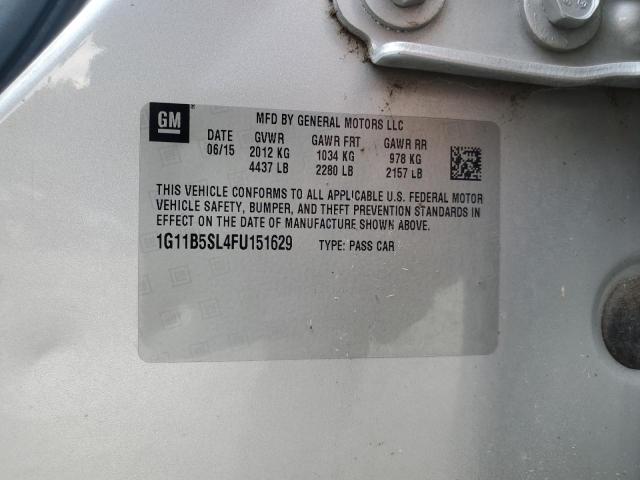 GM MFD BY GENERAL MOTORS LLC
DATE GVWR GAWR FRT GAWR RR
06/15 2012 KG 1034 KG 978 KG
4437 LB 2280 LB 2157 LB
THIS VEHICLE CONFORMS TO ALL APPLICABLE U.S. FEDERAL MOTOR
VEHICLE SAFETY, BUMPER, AND THEFT PREVENTION STANDARDS IN
EFFECT ON THE DATE OF MANUFACTURE SHOWN ABOVE.
1G11B5SL4FU151629 TYPE: PASS CAR